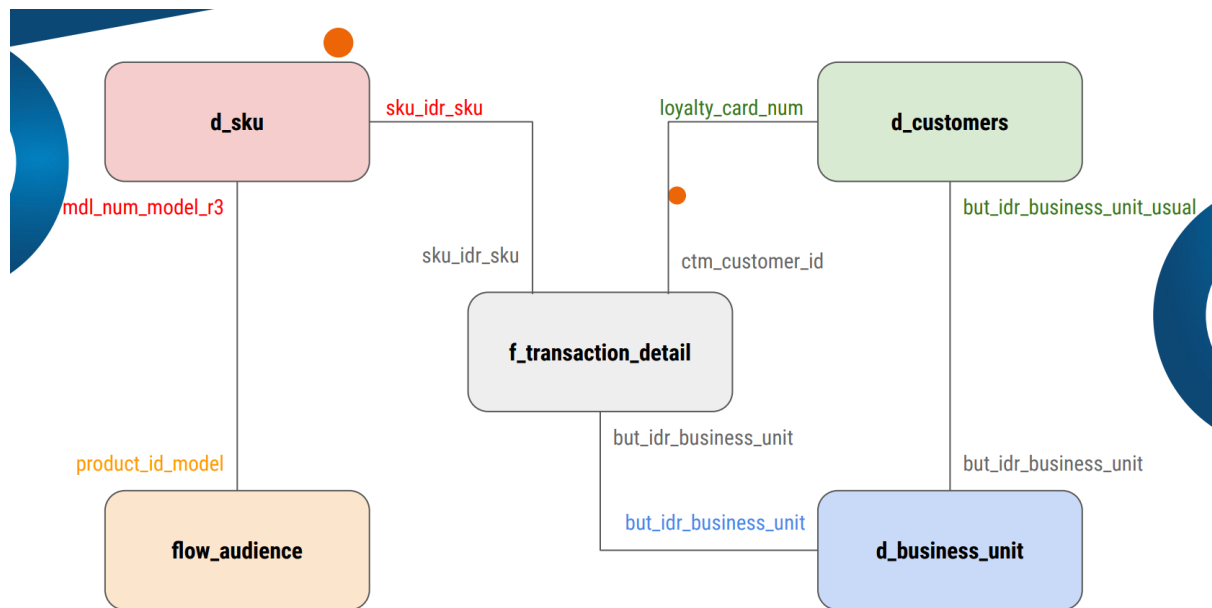 d_sku
sku_idr_sku
loyalty_card_num
d_customers
mdl_num_model_r3
but_idr_business_unit_usual
sku_idr_sku
ctm_customer_id
f_transaction_detail
but_idr_business_unit
product_id_model
but_idr_business_unit
but_idr_business_unit
flow_audience
d_business_unit